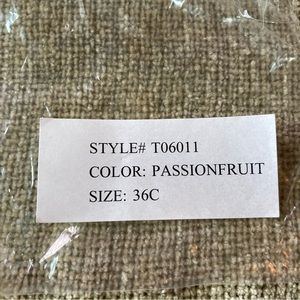 STYLE# T06011
COLOR: PASSIONFRUIT
SIZE: 36C